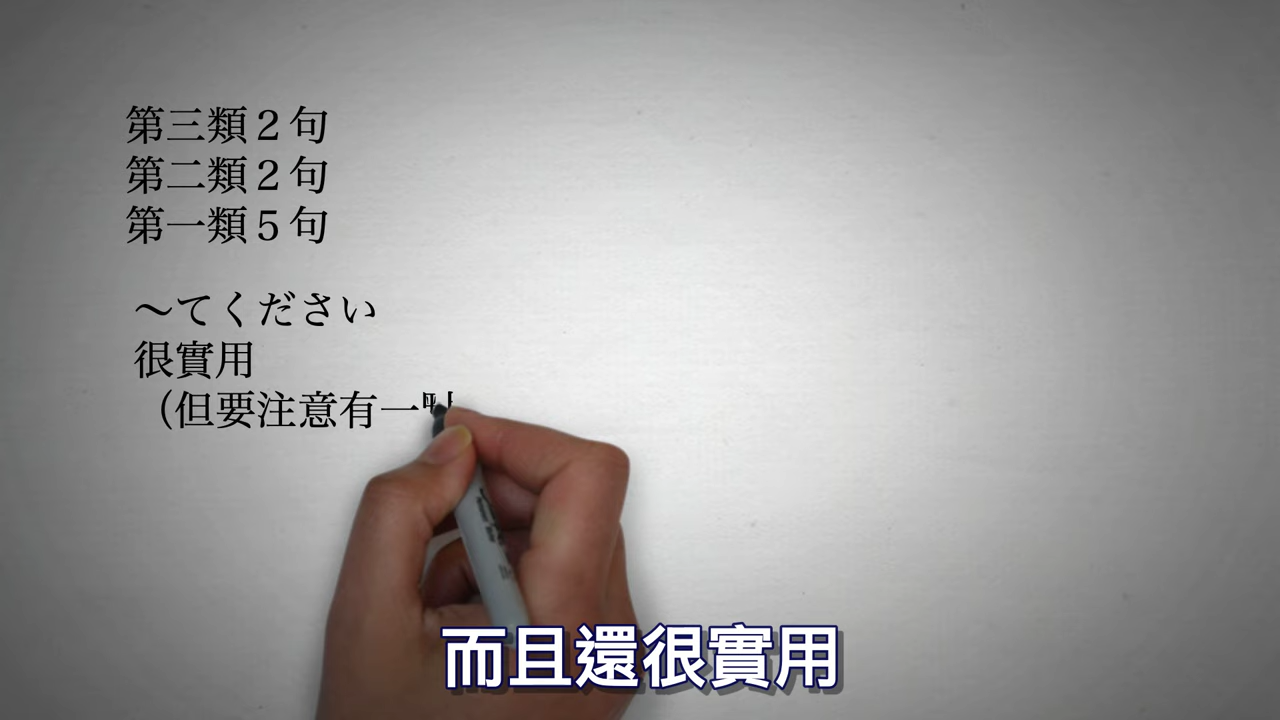 第三類２句
第二類２句
第一類５句
～てください
很實用
（但要注意有一
而且還很實用